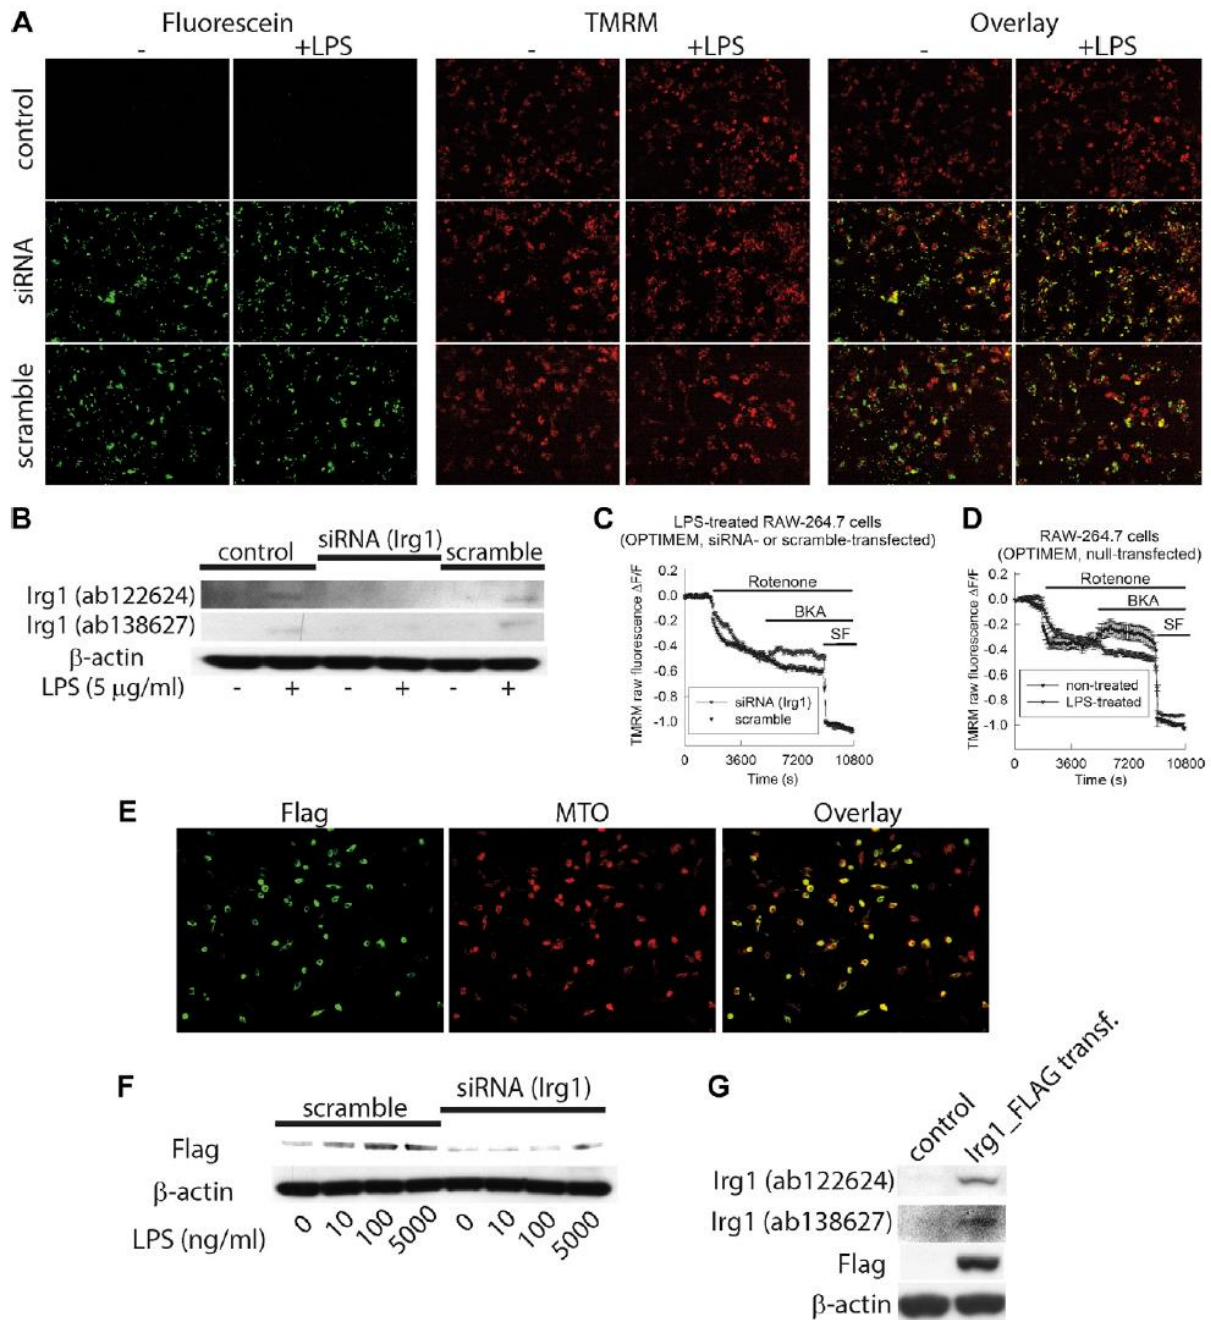 A
Fluorescein TMRM Overlay
- +LPS - +LPS - +LPS
control
siRNA
scramble
B
control siRNA (Irg1) scramble
Irg1 (ab122624)
Irg1 (ab138627)
β-actin
LPS (5 μg/ml) - + - + - +
C
LPS-treated RAW-264.7 cells
(OPTIMEM, siRNA- or scramble-transfected)
TMRM raw fluorescence ΔF/F
0.2
0.0
-0.2
-0.4
-0.6
-0.8
-1.0
Rotenone
BKA
SF
siRNA (Irg1)
scramble
0 3600 7200 10800
Time (s)
D
RAW-264.7 cells
(OPTIMEM, null-transfected)
TMRM raw fluorescence ΔF/F
0.2
0.0
-0.2
-0.4
-0.6
-0.8
-1.0
Rotenone
BKA
SF
non-treated
LPS-treated
0 3600 7200 10800
Time (s)
E
Flag MTO Overlay
F
scramble siRNA (Irg1)
Flag
β-actin
LPS (ng/ml) 0 10 100 5000 0 10 100 5000
G
control Irg1_FLAG transf.
Irg1 (ab122624)
Irg1 (ab138627)
Flag
β-actin